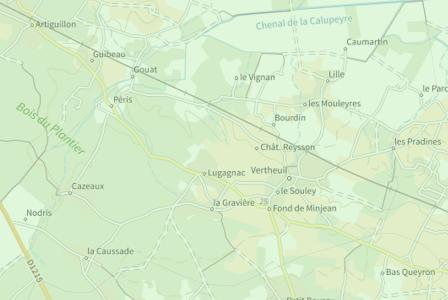 Chenal de la Calupeyre
Artiguillon
Caumartin
Guibeau
Gouat
le Vignan
Lille
Péris
les Mouleyres
Bourdin
Bois du Plantier
Chât. Reysson
les Pradines
Lugagnac
Vertheuil
Cazeaux
le Souley
la Gravière
28
Fond de Minjean
Nodris
la Caussade
D1215
Bas Queyron